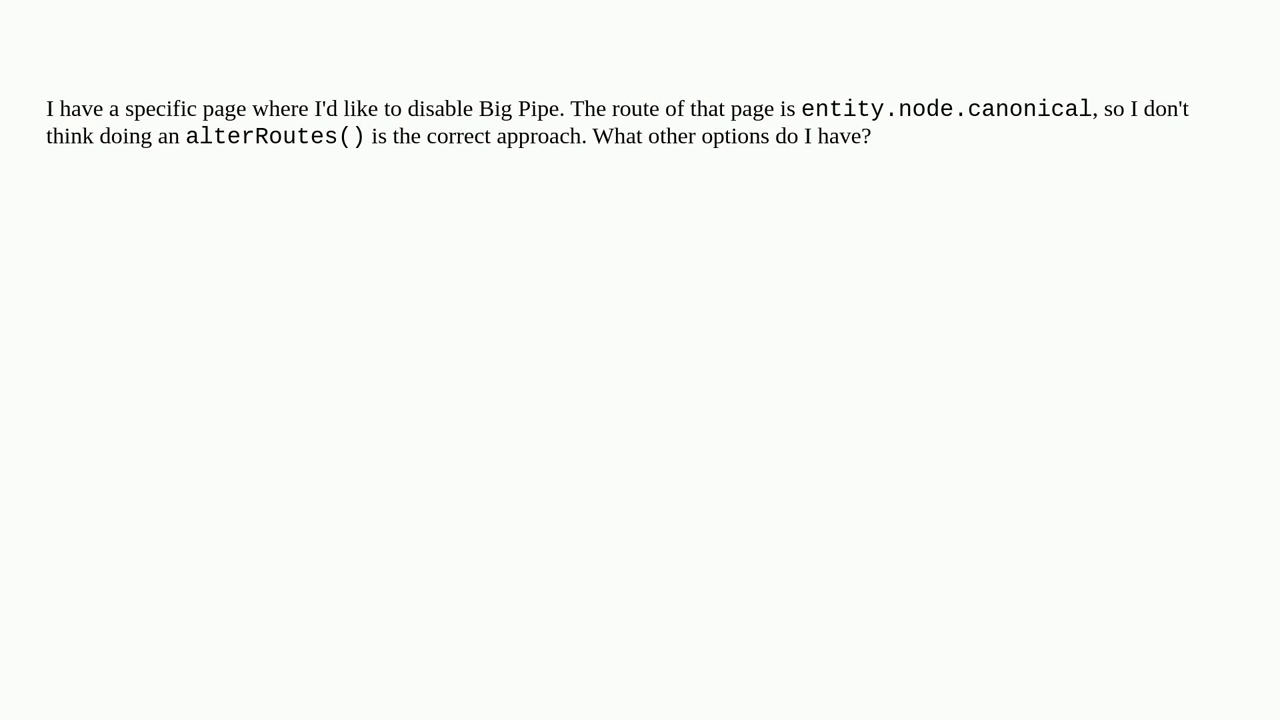 I have a specific page where I'd like to disable Big Pipe. The route of that page is entity.node.canonical, so I don't
think doing an alterRoutes() is the correct approach. What other options do I have?